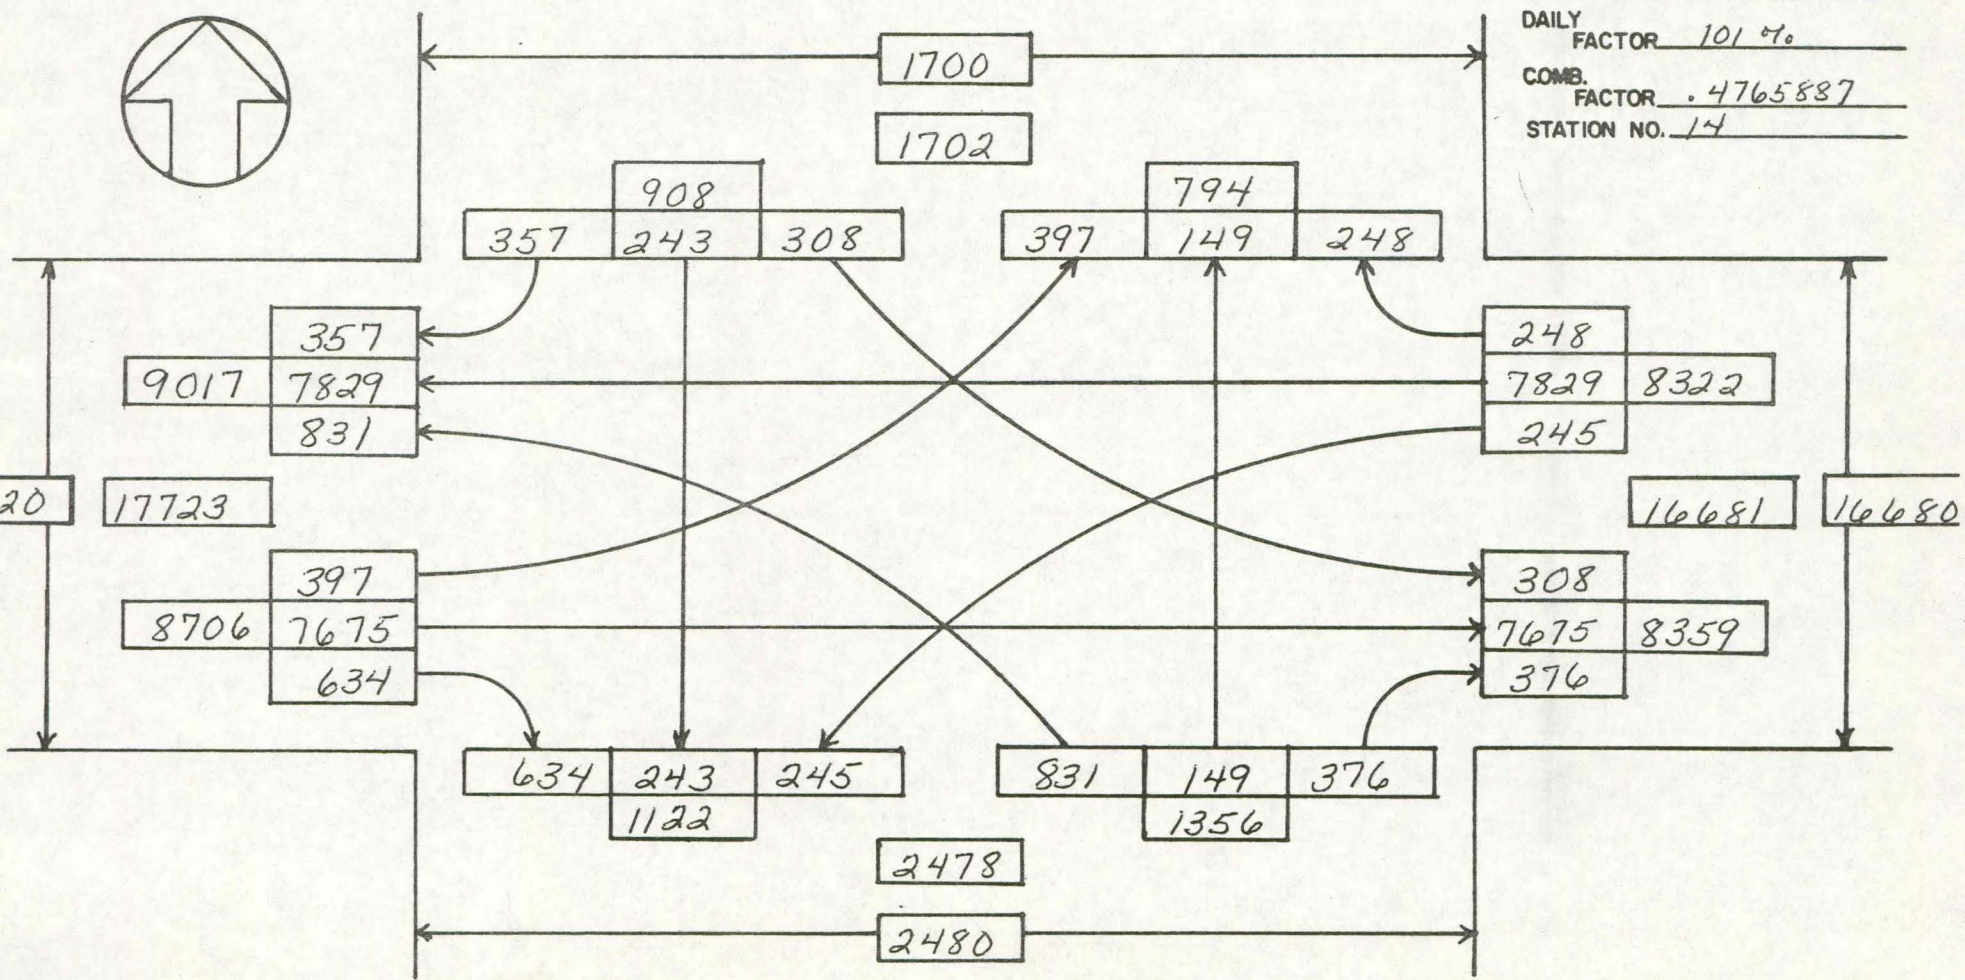 DAILY
FACTOR 101 %
COMB.
FACTOR .4765887
STATION NO. 14
1700
1702
908
357 243 308
794
397 149 248
357
9017 7829
831
248
7829 8322
245
20 17723
16681 16680
397
8706 7675
634
308
7675 8359
376
634 243 245
1122
831 149 376
1356
2478
2480